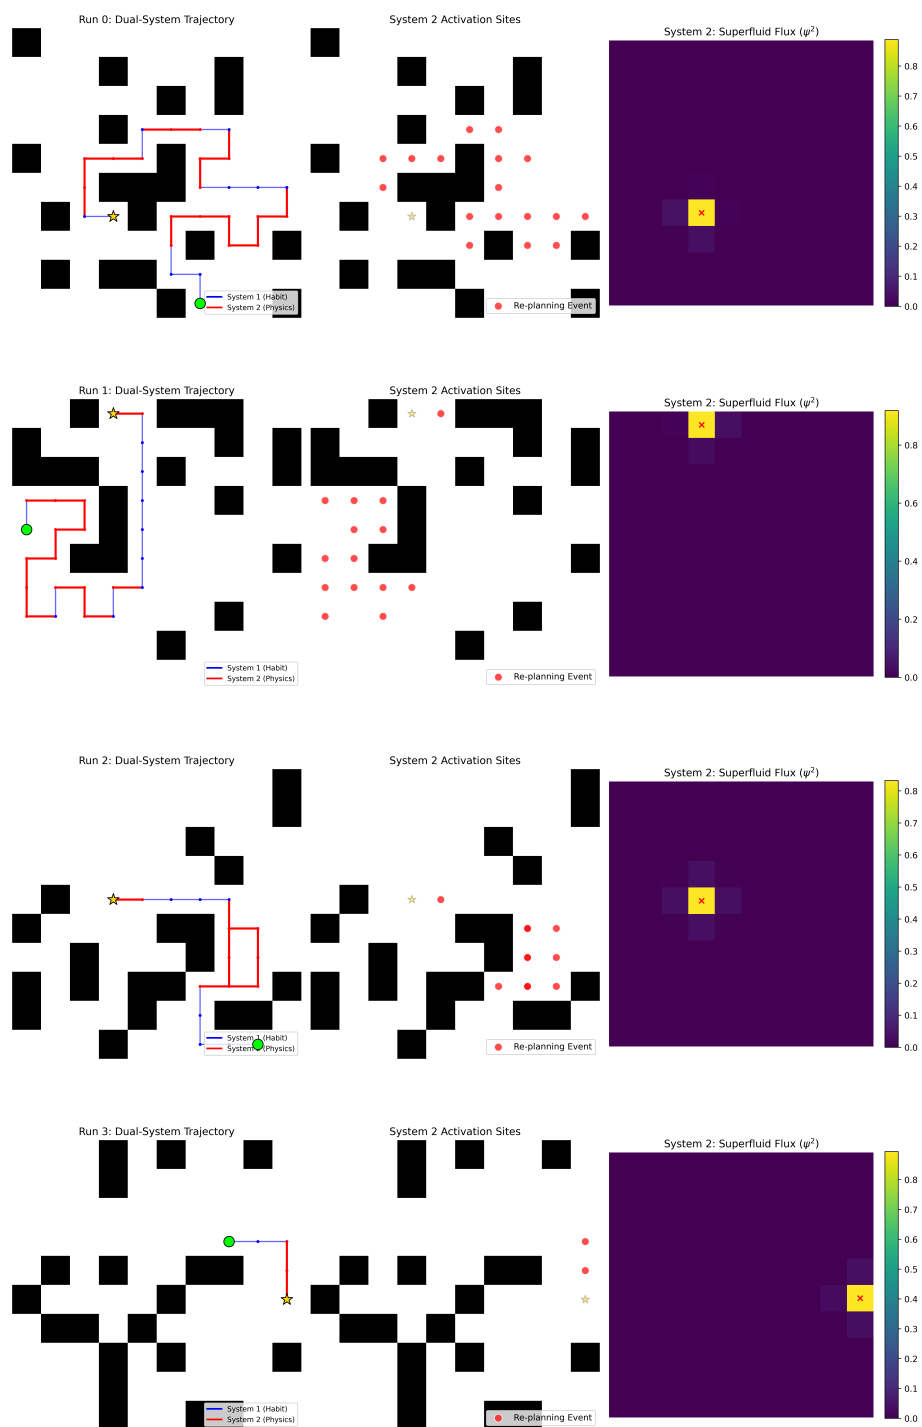 Run 0: Dual-System Trajectory
System 2 Activation Sites
System 2: Superfluid Flux (ψ²)
System 1 (Habit)
System 2 (Physics)
Re-planning Event
0.8
0.7
0.6
0.5
0.4
0.3
0.2
0.1
0.0
Run 1: Dual-System Trajectory
System 2 Activation Sites
System 2: Superfluid Flux (ψ²)
System 1 (Habit)
System 2 (Physics)
Re-planning Event
0.8
0.6
0.4
0.2
0.0
Run 2: Dual-System Trajectory
System 2 Activation Sites
System 2: Superfluid Flux (ψ²)
System 1 (Habit)
System 2 (Physics)
Re-planning Event
0.8
0.7
0.6
0.5
0.4
0.3
0.2
0.1
0.0
Run 3: Dual-System Trajectory
System 2 Activation Sites
System 2: Superfluid Flux (ψ²)
System 1 (Habit)
System 2 (Physics)
Re-planning Event
0.8
0.7
0.6
0.5
0.4
0.3
0.2
0.1
0.0